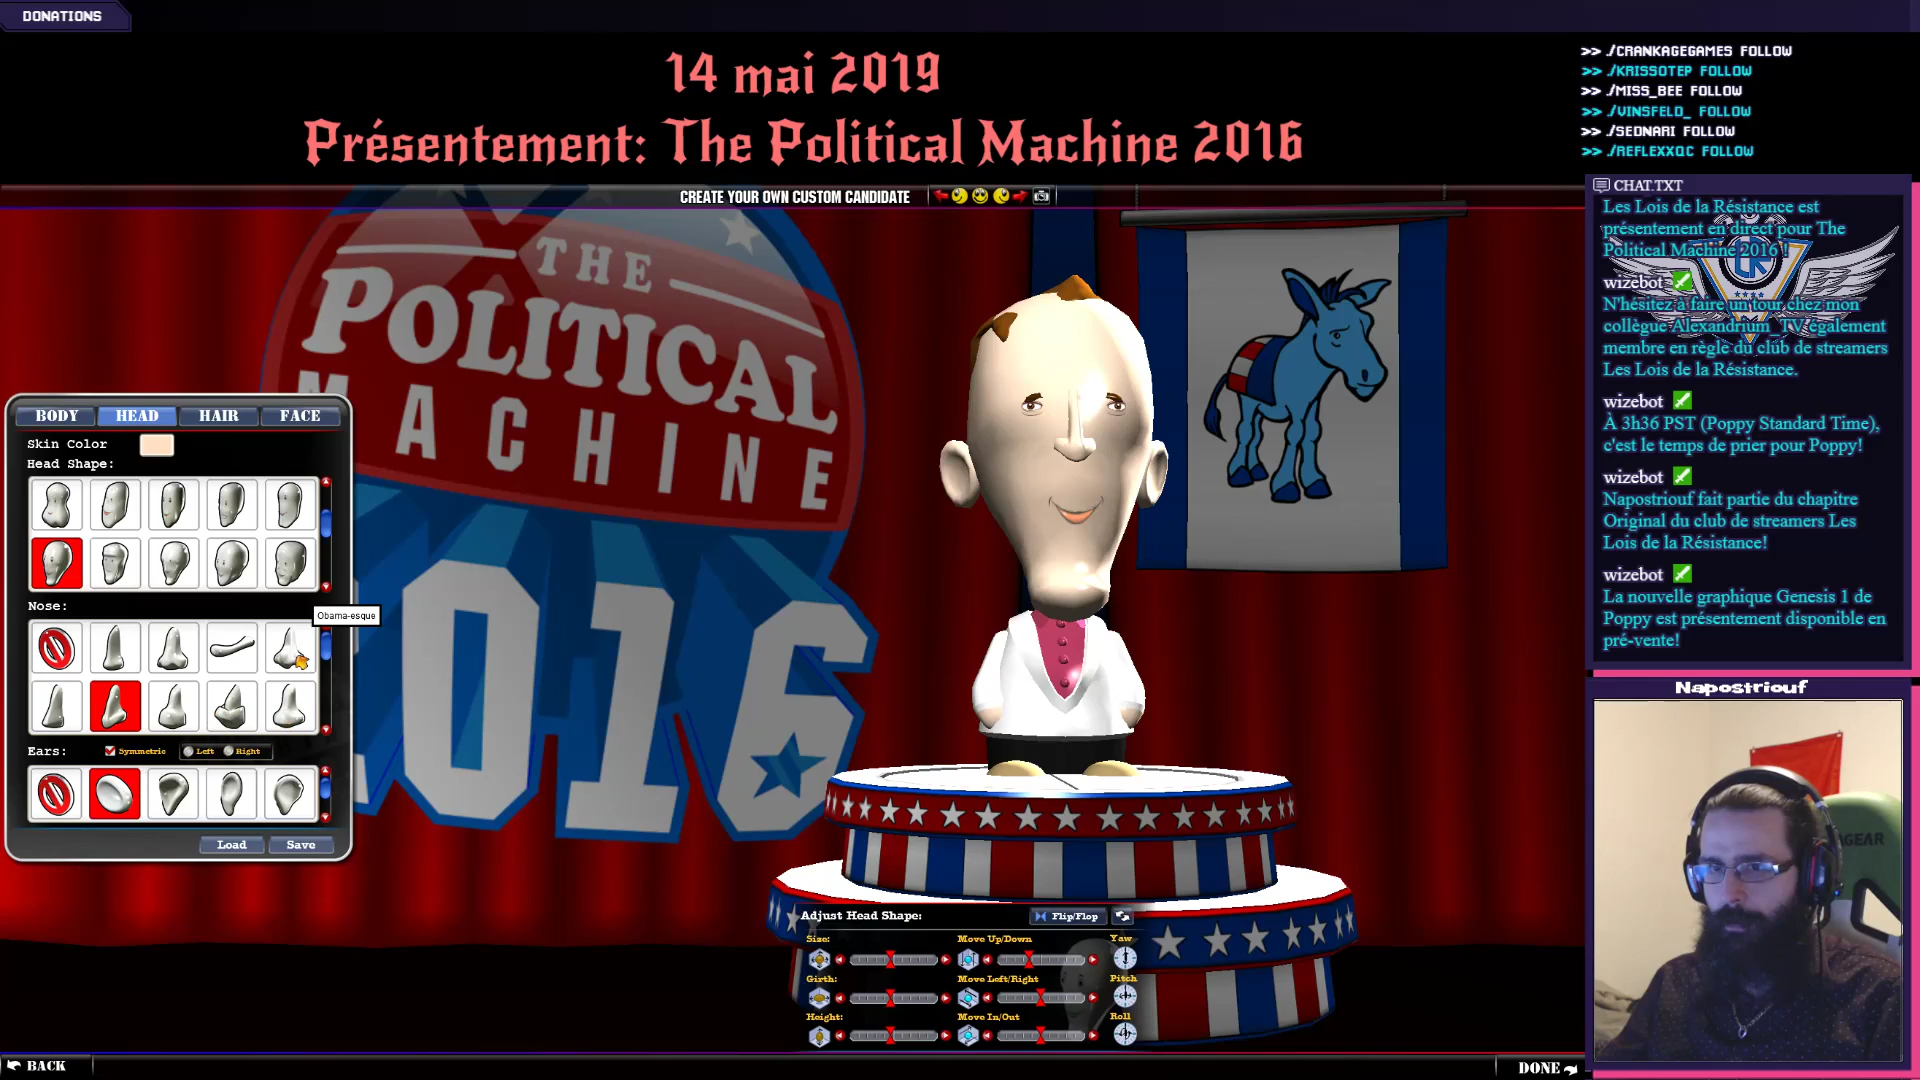 DONATIONS
14 mai 2019
Présentement: The Political Machine 2016
>> ./CRANKAGEGAMES FOLLOW
>> ./KRISSOTEP FOLLOW
>> ./MISS_BEE FOLLOW
>> ./VINSFELD_ FOLLOW
>> ./SEDNARI FOLLOW
>> ./REFLEXXQC FOLLOW
CREATE YOUR OWN CUSTOM CANDIDATE
CHAT.TXT
Les Lois de la Résistance est
présentement en direct pour The
Political Machine 2016 !
wizebot
N'hésitez à faire un tour chez mon
collègue Alexandrium_TV également
membre en règle du club de streamers
Les Lois de la Résistance.
wizebot
À 3h36 PST (Poppy Standard Time),
c'est le temps de prier pour Poppy!
wizebot
Napostriouf fait partie du chapitre
Original du club de streamers Les
Lois de la Résistance!
wizebot
La nouvelle graphique Genesis 1 de
Poppy est présentement disponible en
pré-vente!
THE
POLITICAL
MACHINE
2016
BODY HEAD HAIR FACE
Skin Color
Head Shape:
Nose:
Obama-esque
Ears: Symmetric Left Right
Load Save
Napostriouf
GEAR
Adjust Head Shape: Flip/Flop
Size: Move Up/Down Yaw
Girth: Move Left/Right Pitch
Height: Move In/Out Roll
BACK
DONE